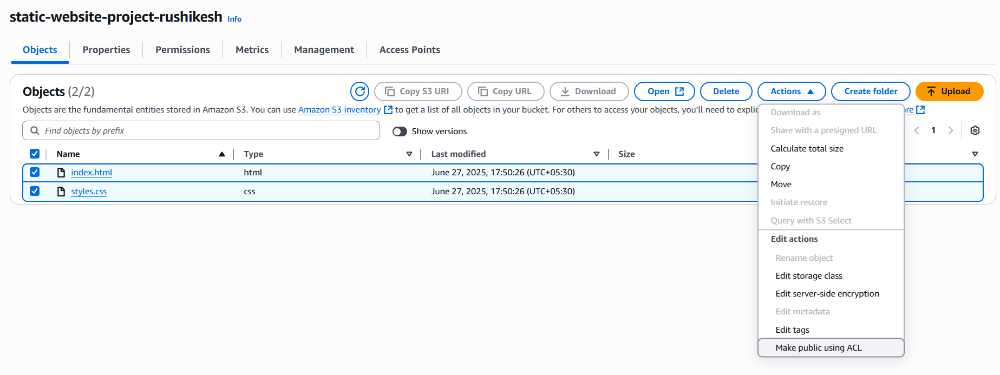 static-website-project-rushikesh Info
Objects Properties Permissions Metrics Management Access Points
Objects (2/2) Copy S3 URI Copy URL Download Open Delete Actions Create folder Upload
Objects are the fundamental entities stored in Amazon S3. You can use Amazon S3 inventory to get a list of all objects in your bucket. For others to access your objects, you'll need to
Find objects by prefix Show versions 1
Name Type Last modified Size
index.html html June 27, 2025, 17:50:26 (UTC+05:30)
styles.css css June 27, 2025, 17:50:26 (UTC+05:30)
Download as
Share with a presigned URL
Calculate total size
Copy
Move
Initiate restore
Query with S3 Select
Edit actions
Rename object
Edit storage class
Edit server-side encryption
Edit metadata
Edit tags
Make public using ACL